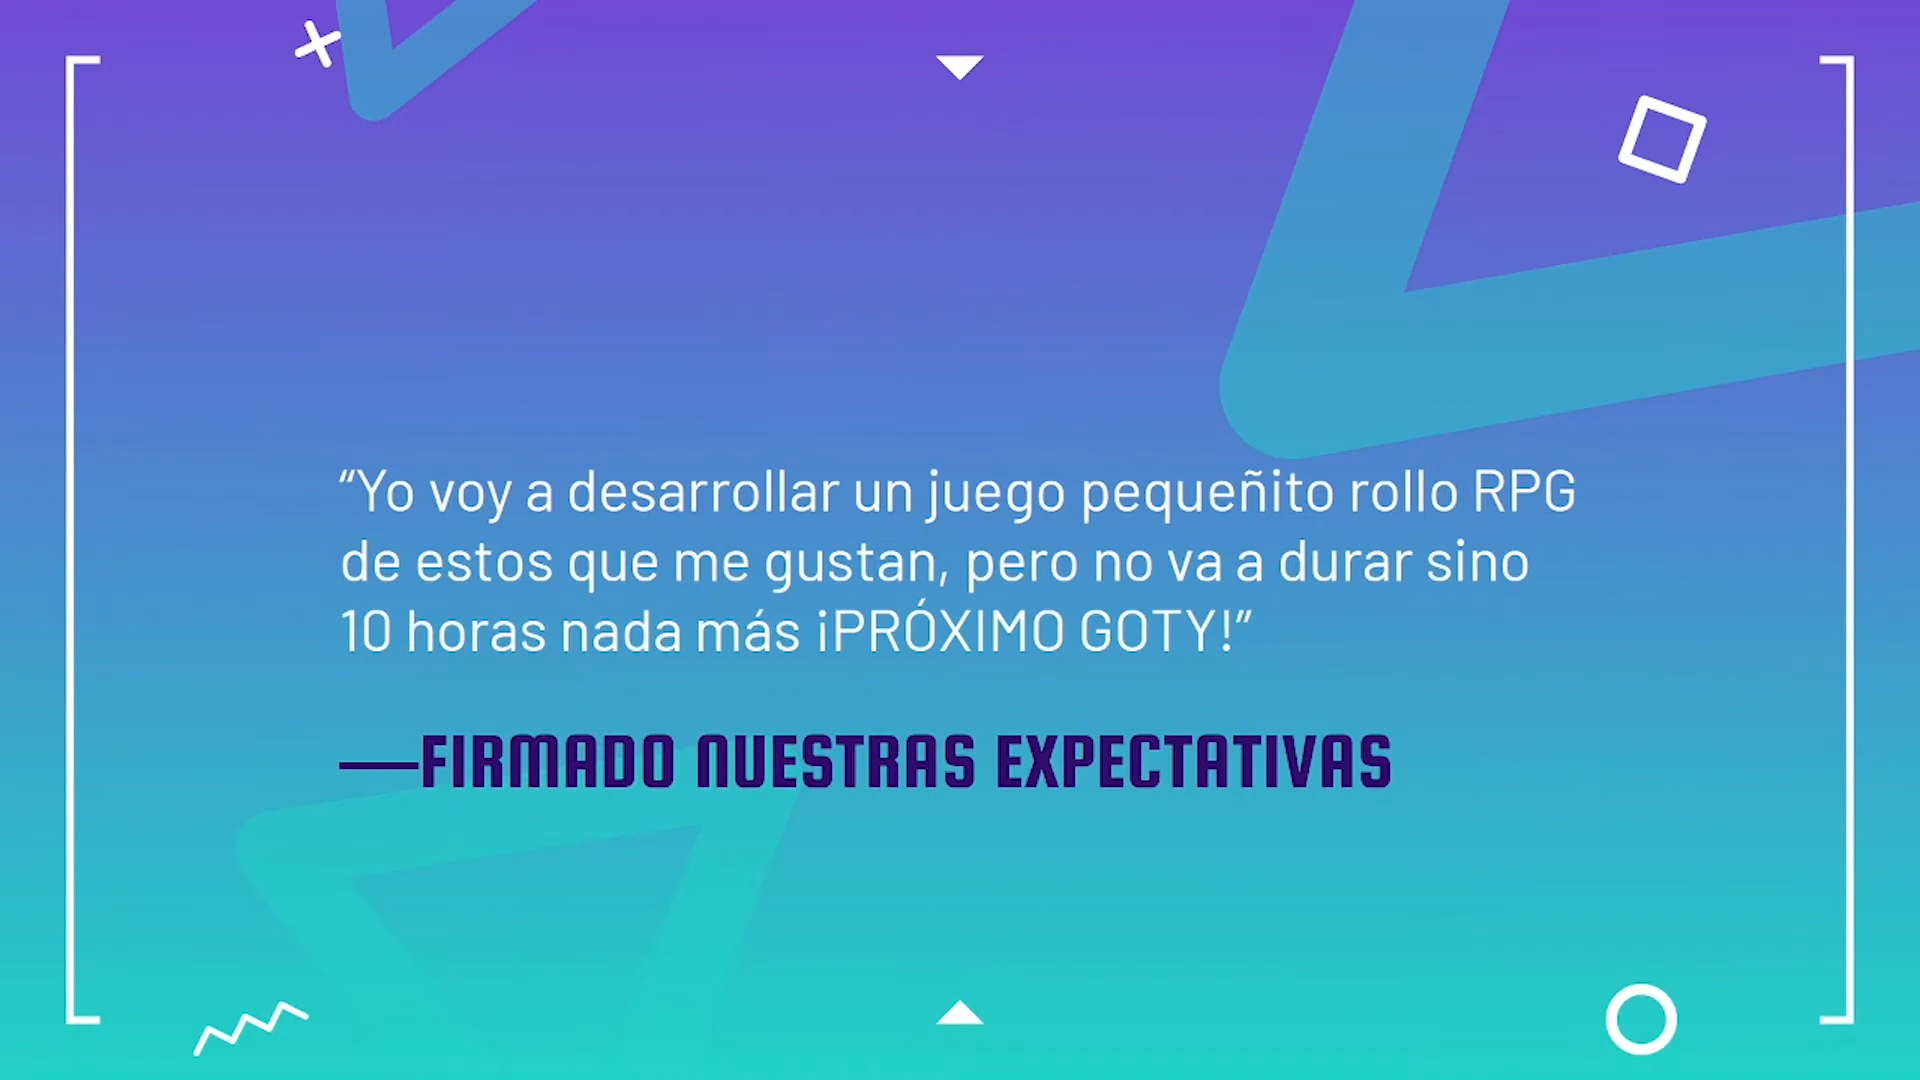 “Yo voy a desarrollar un juego pequeñito rollo RPG
de estos que me gustan, pero no va a durar sino
10 horas nada más ¡PRÓXIMO GOTY!”
—FIRMADO NUESTRAS EXPECTATIVAS